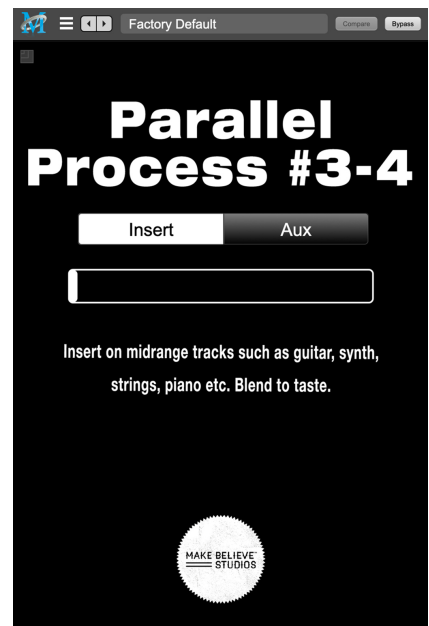 Factory Default
Compare
Bypass
Parallel
Process #3-4
Insert
Aux
Insert on midrange tracks such as guitar, synth,
strings, piano etc. Blend to taste.
MAKE BELIEVE
STUDIOS